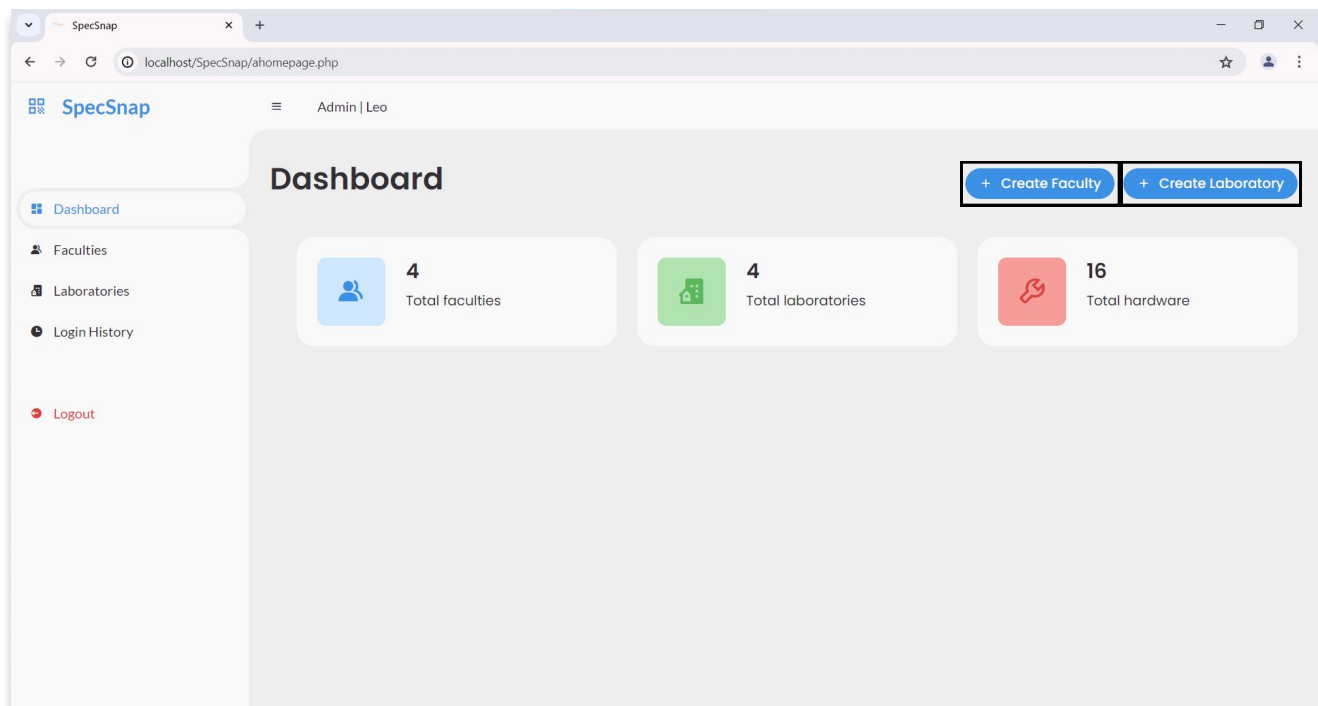 SpecSnap
localhost/SpecSnap/ahomepage.php
SpecSnap
Admin | Leo
Dashboard
+ Create Faculty
+ Create Laboratory
Dashboard
Faculties
Laboratories
Login History
Logout
4
Total faculties
4
Total laboratories
16
Total hardware